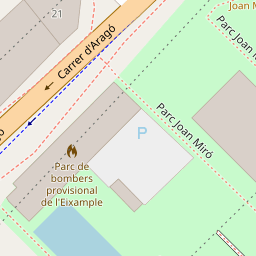 21
Joan M
Carrer d'Aragó
Parc Joan M
Parc Joan Miró
P
Parc de
bombers
provisional
de l'Eixample